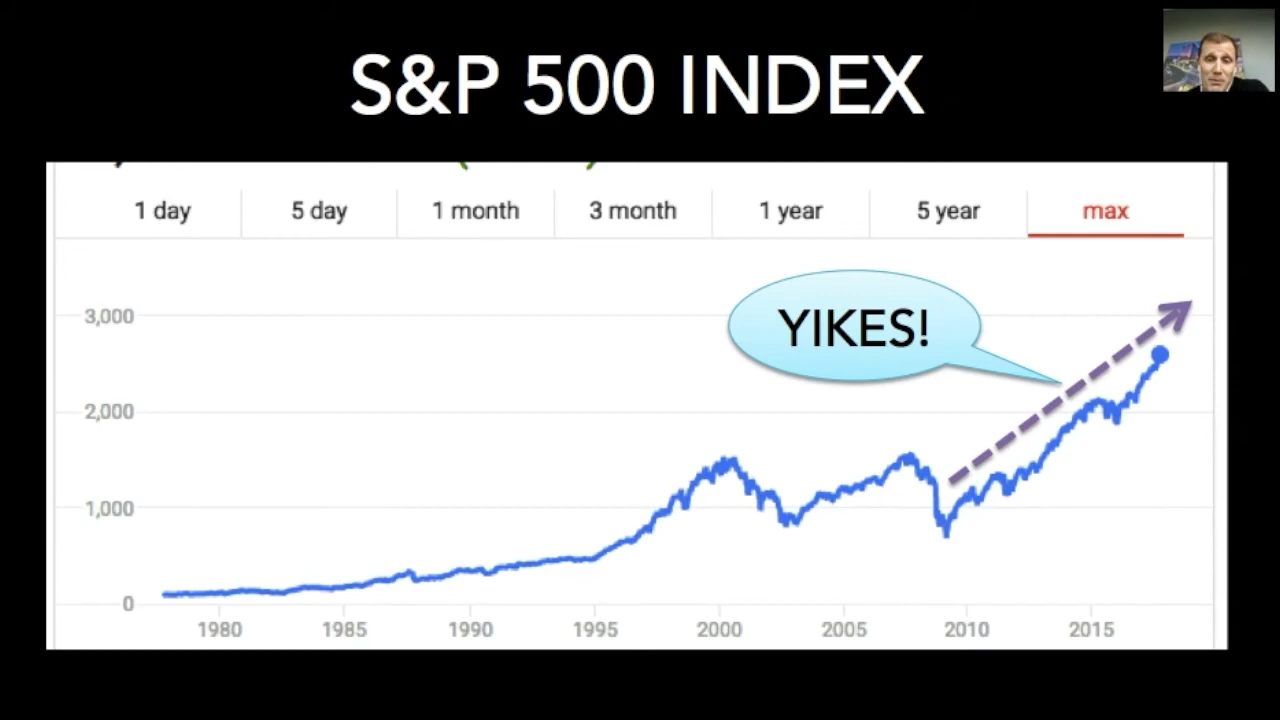 S&P 500 INDEX
1 day 5 day 1 month 3 month 1 year 5 year max
YIKES!
3,000
2,000
1,000
0
1980 1985 1990 1995 2000 2005 2010 2015